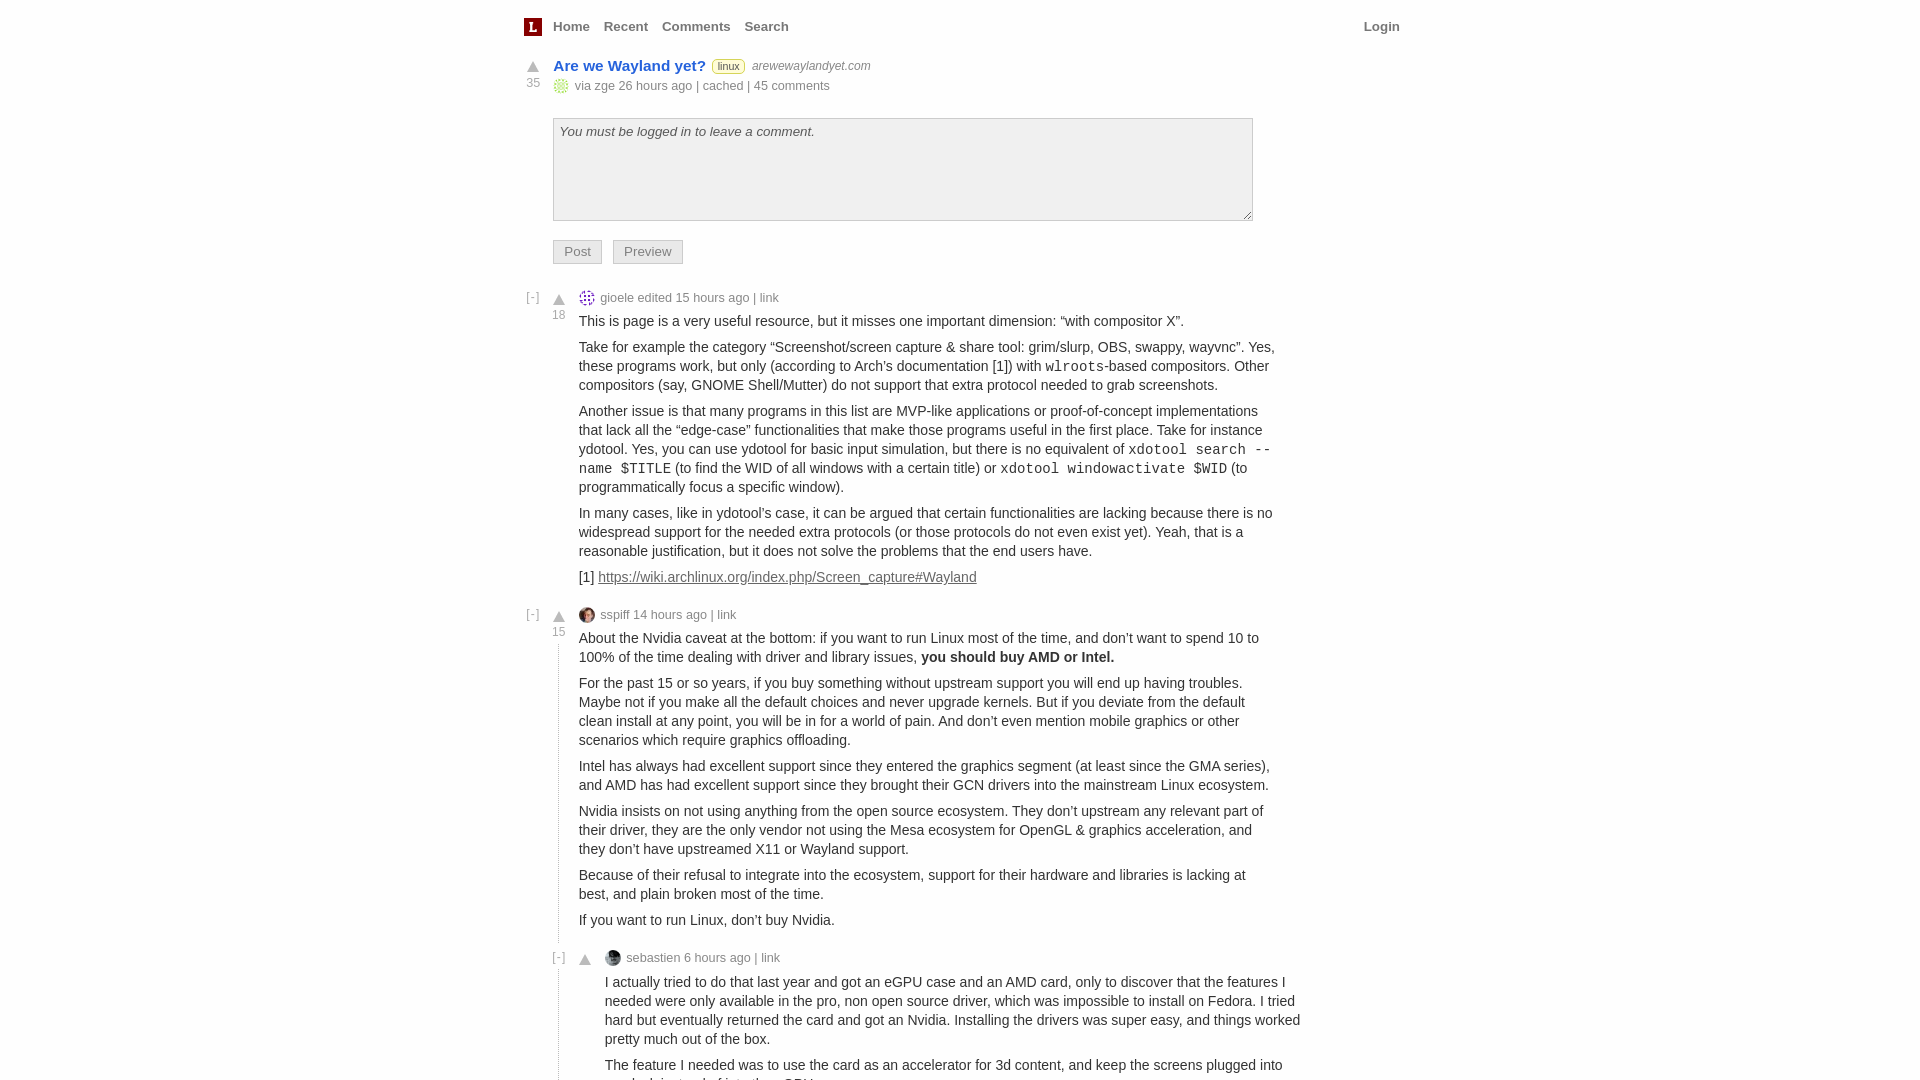 L Home Recent Comments Search Login
Are we Wayland yet? linux arewewaylandyet.com
35
via zge 26 hours ago | cached | 45 comments
You must be logged in to leave a comment.
Post Preview
[-] gioele edited 15 hours ago | link
18
This is page is a very useful resource, but it misses one important dimension: “with compositor X”.
Take for example the category “Screenshot/screen capture & share tool: grim/slurp, OBS, swappy, wayvnc”. Yes,
these programs work, but only (according to Arch’s documentation [1]) with wlroots-based compositors. Other
compositors (say, GNOME Shell/Mutter) do not support that extra protocol needed to grab screenshots.
Another issue is that many programs in this list are MVP-like applications or proof-of-concept implementations
that lack all the “edge-case” functionalities that make those programs useful in the first place. Take for instance
ydotool. Yes, you can use ydotool for basic input simulation, but there is no equivalent of xdotool search --
name $TITLE (to find the WID of all windows with a certain title) or xdotool windowactivate $WID (to
programmatically focus a specific window).
In many cases, like in ydotool’s case, it can be argued that certain functionalities are lacking because there is no
widespread support for the needed extra protocols (or those protocols do not even exist yet). Yeah, that is a
reasonable justification, but it does not solve the problems that the end users have.
[1] https://wiki.archlinux.org/index.php/Screen_capture#Wayland
[-] sspiff 14 hours ago | link
15
About the Nvidia caveat at the bottom: if you want to run Linux most of the time, and don’t want to spend 10 to
100% of the time dealing with driver and library issues, you should buy AMD or Intel.
For the past 15 or so years, if you buy something without upstream support you will end up having troubles.
Maybe not if you make all the default choices and never upgrade kernels. But if you deviate from the default
clean install at any point, you will be in for a world of pain. And don’t even mention mobile graphics or other
scenarios which require graphics offloading.
Intel has always had excellent support since they entered the graphics segment (at least since the GMA series),
and AMD has had excellent support since they brought their GCN drivers into the mainstream Linux ecosystem.
Nvidia insists on not using anything from the open source ecosystem. They don’t upstream any relevant part of
their driver, they are the only vendor not using the Mesa ecosystem for OpenGL & graphics acceleration, and
they don’t have upstreamed X11 or Wayland support.
Because of their refusal to integrate into the ecosystem, support for their hardware and libraries is lacking at
best, and plain broken most of the time.
If you want to run Linux, don’t buy Nvidia.
[-] sebastien 6 hours ago | link
I actually tried to do that last year and got an eGPU case and an AMD card, only to discover that the features I
needed were only available in the pro, non open source driver, which was impossible to install on Fedora. I tried
hard but eventually returned the card and got an Nvidia. Installing the drivers was super easy, and things worked
pretty much out of the box.
The feature I needed was to use the card as an accelerator for 3d content, and keep the screens plugged into